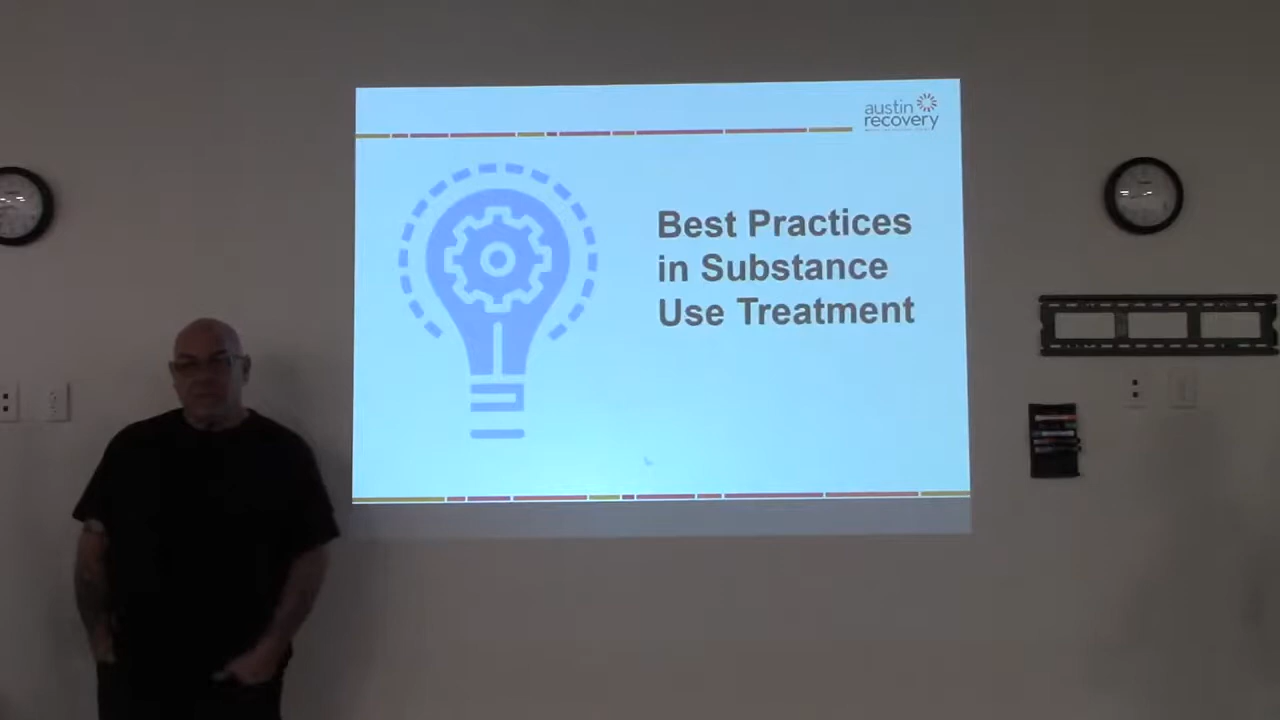 austin
recovery
Best Practices
in Substance
Use Treatment